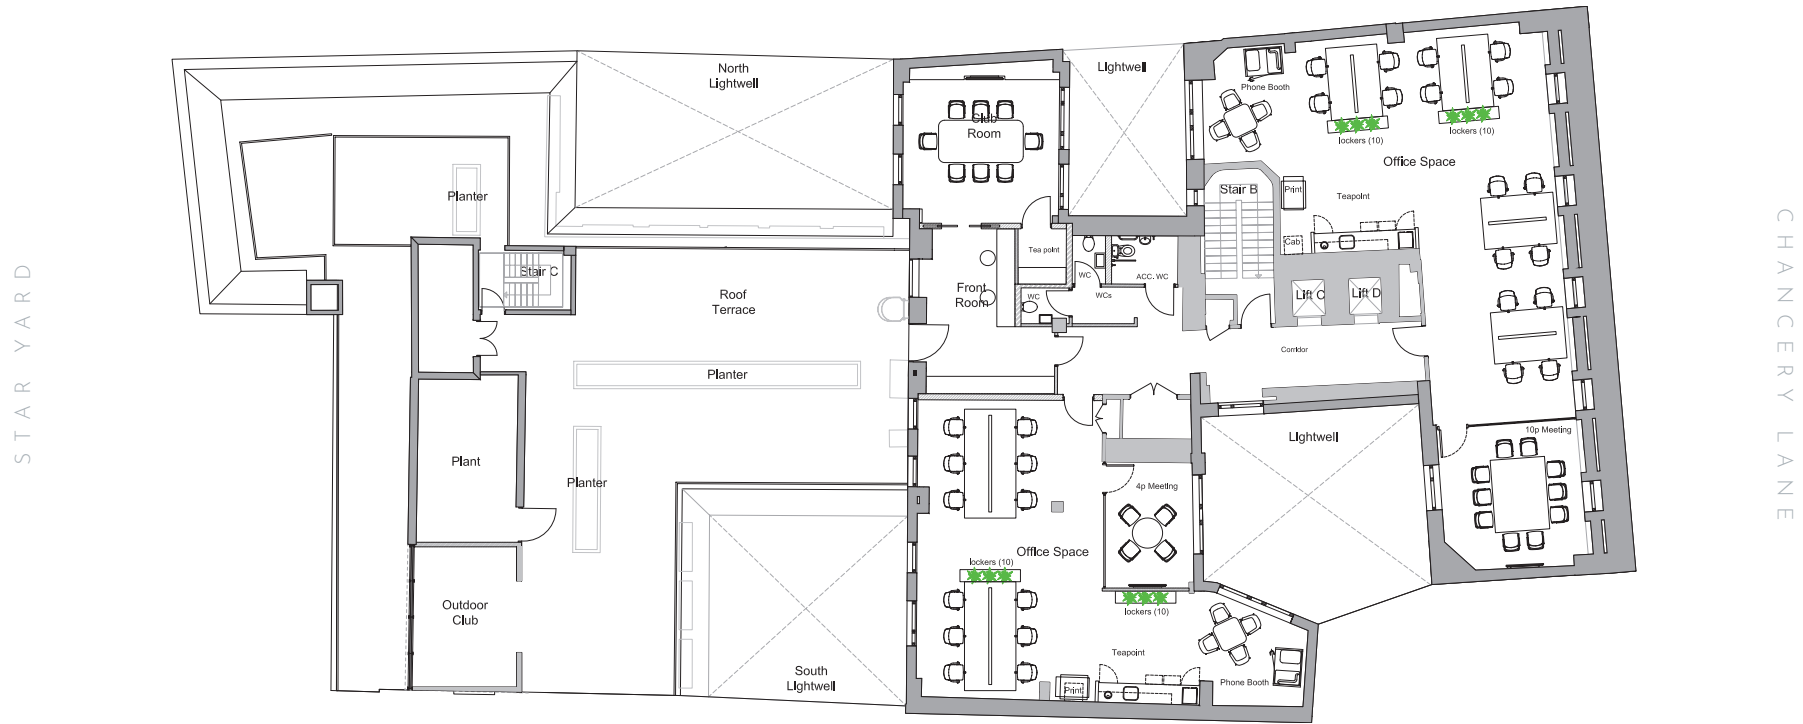 STAR YARD
North
Lightwell
Planter
Stair C
Roof
Terrace
Planter
Plant
Planter
Outdoor
Club
South
Lightwell
Club
Room
Lightwell
Tea point
WC
ACC. WC
WCs
WC
Front
Room
Phone Booth
lockers (10)
lockers (10)
Office Space
Stair B
Print
Teapoint
Cab
Lift C
Lift D
Corridor
Lightwell
10p Meeting
4p Meeting
Office Space
lockers (10)
lockers (10)
Teapoint
Print
Phone Booth
CHANCERY LANE